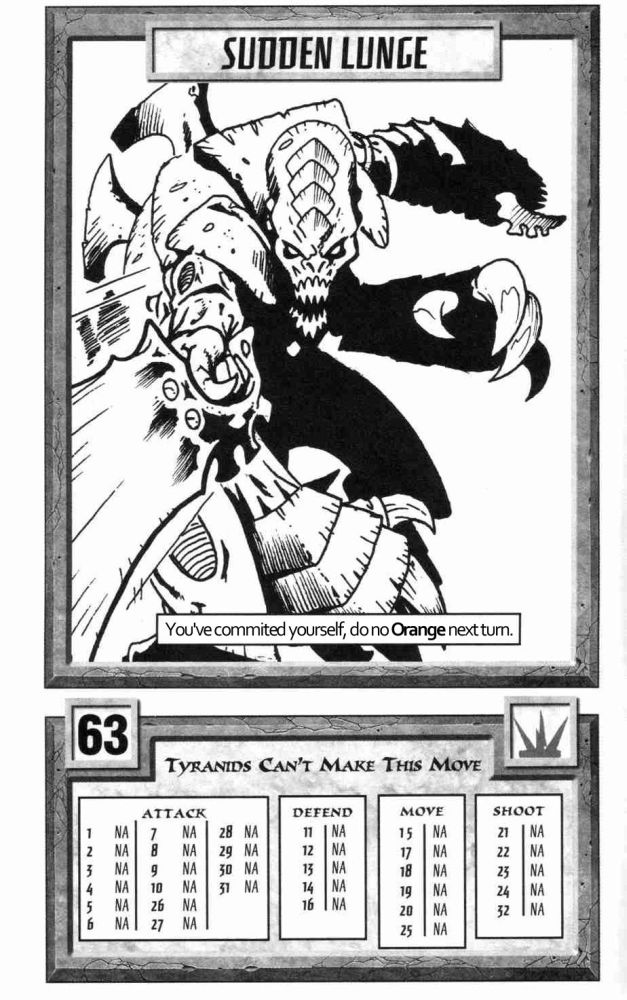 SUDDEN LUNGE
You've commited yourself, do no Orange next turn.
63
TYRANIDS CAN'T MAKE THIS MOVE
ATTACK
1 NA 7 NA 28 NA
2 NA 8 NA 29 NA
3 NA 9 NA 30 NA
4 NA 10 NA 31 NA
5 NA 26 NA
6 NA 27 NA
DEFEND
11 NA
12 NA
13 NA
14 NA
16 NA
MOVE
15 NA
17 NA
18 NA
19 NA
20 NA
25 NA
SHOOT
21 NA
22 NA
23 NA
24 NA
32 NA